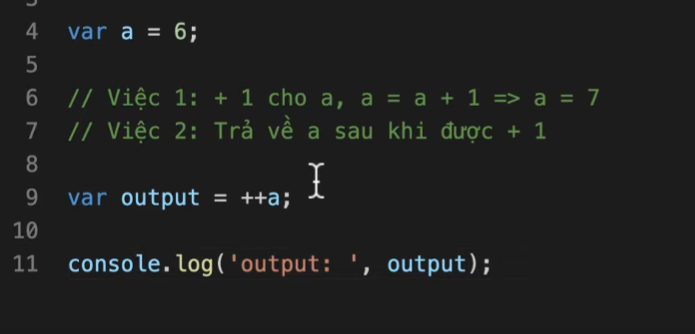 4 var a = 6;
5
6 // Việc 1: + 1 cho a, a = a + 1 => a = 7
7 // Việc 2: Trả về a sau khi được + 1
8
9 var output = ++a;
10
11 console.log('output: ', output);